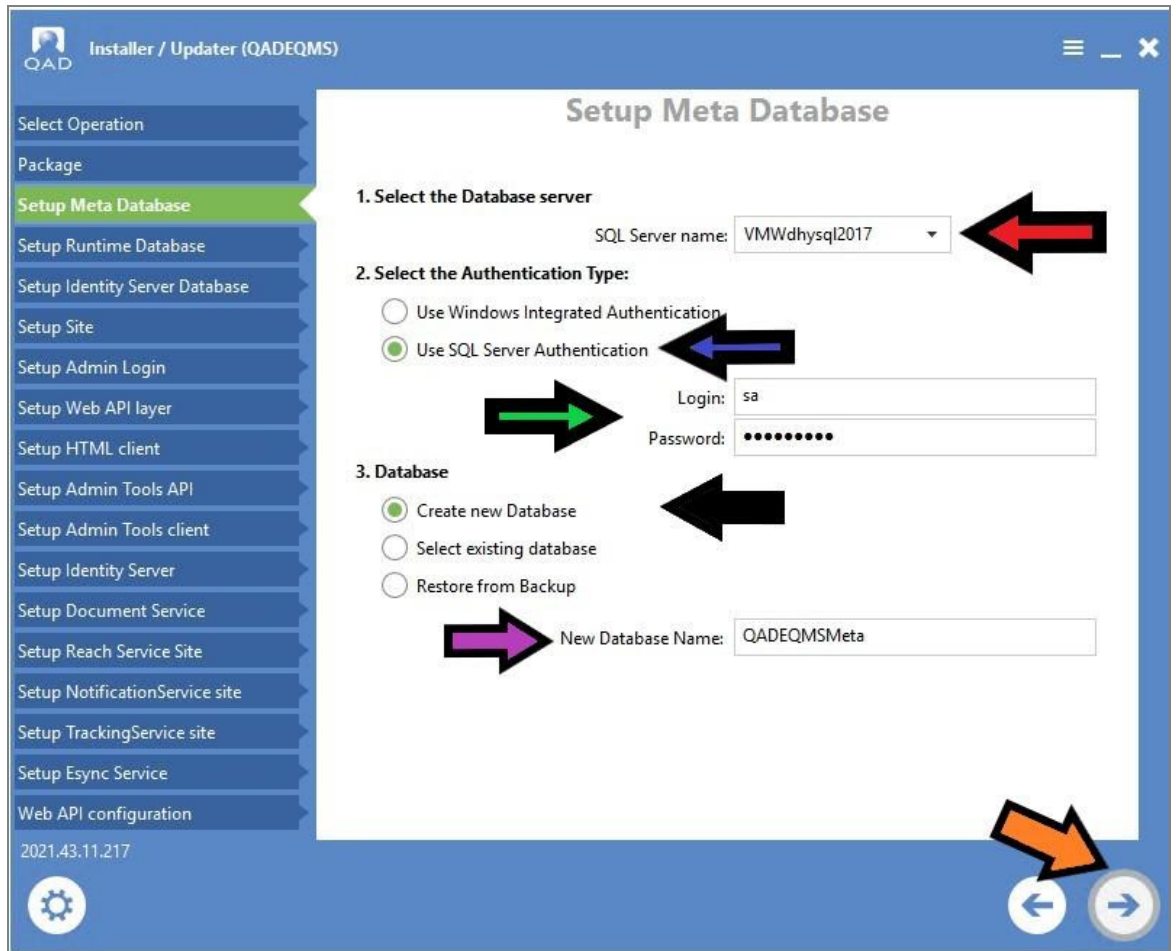 QAD
Installer / Updater (QADEQMS)
Select Operation
Package
Setup Meta Database
Setup Runtime Database
Setup Identity Server Database
Setup Site
Setup Admin Login
Setup Web API layer
Setup HTML client
Setup Admin Tools API
Setup Admin Tools client
Setup Identity Server
Setup Document Service
Setup Reach Service Site
Setup NotificationService site
Setup TrackingService site
Setup Esync Service
Web API configuration
2021.43.11.217
Setup Meta Database
1. Select the Database server
SQL Server name: VMWdhysql2017
2. Select the Authentication Type:
Use Windows Integrated Authentication
Use SQL Server Authentication
Login: sa
Password: •••••••••
3. Database
Create new Database
Select existing database
Restore from Backup
New Database Name: QADEQMSMeta